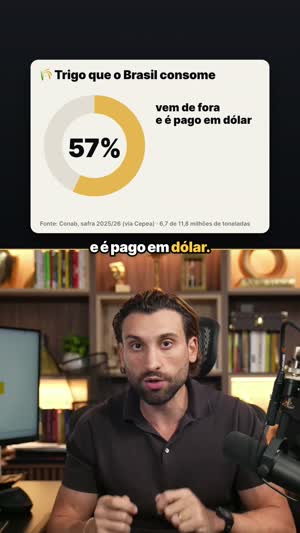 Trigo que o Brasil consome
57%
vem de fora
e é pago em dólar
Fonte: Conab, safra 2025/26 (via Cepea) · 6,7 de 11,8 milhões de toneladas
e é pago em dólar.